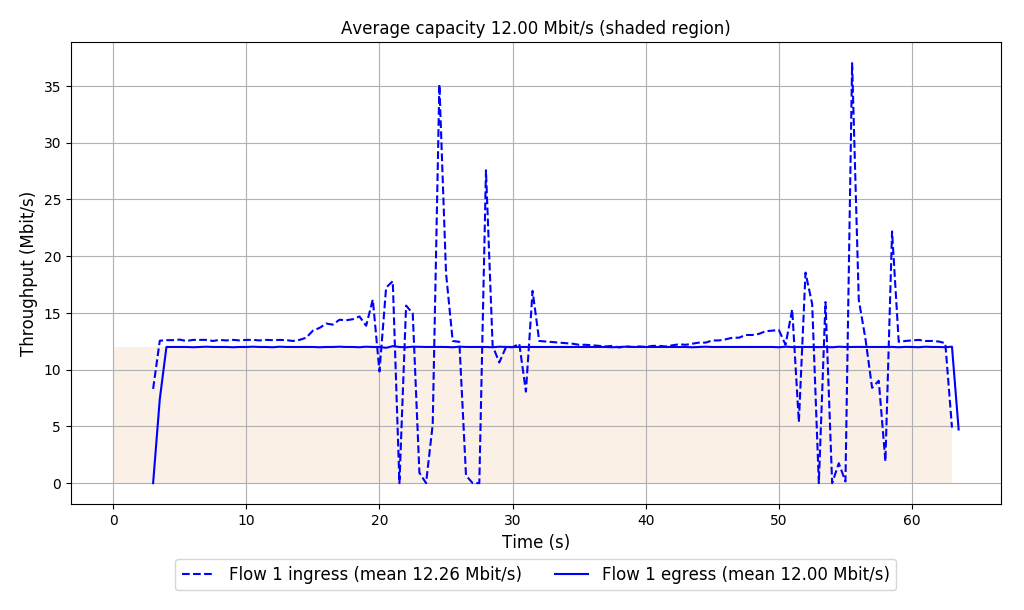 Average capacity 12.00 Mbit/s (shaded region)
Throughput (Mbit/s)
35
30
25
20
15
10
5
0
0 10 20 30 40 50 60
Time (s)
Flow 1 ingress (mean 12.26 Mbit/s) Flow 1 egress (mean 12.00 Mbit/s)